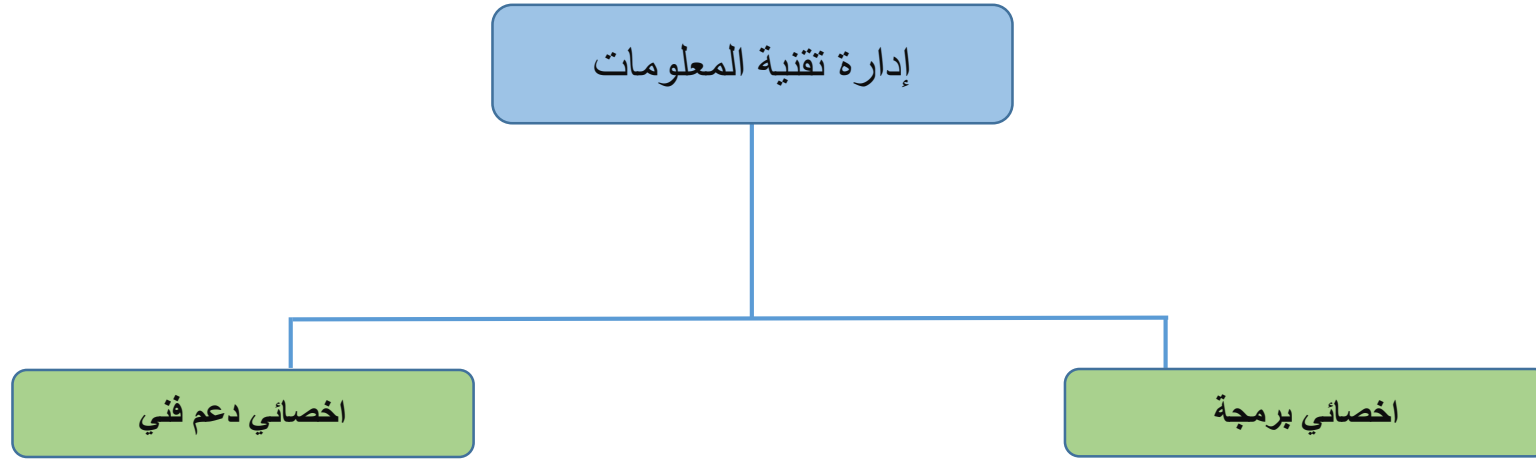 إدارة تقنية المعلومات
اخصائي برمجة
اخصائي دعم فني